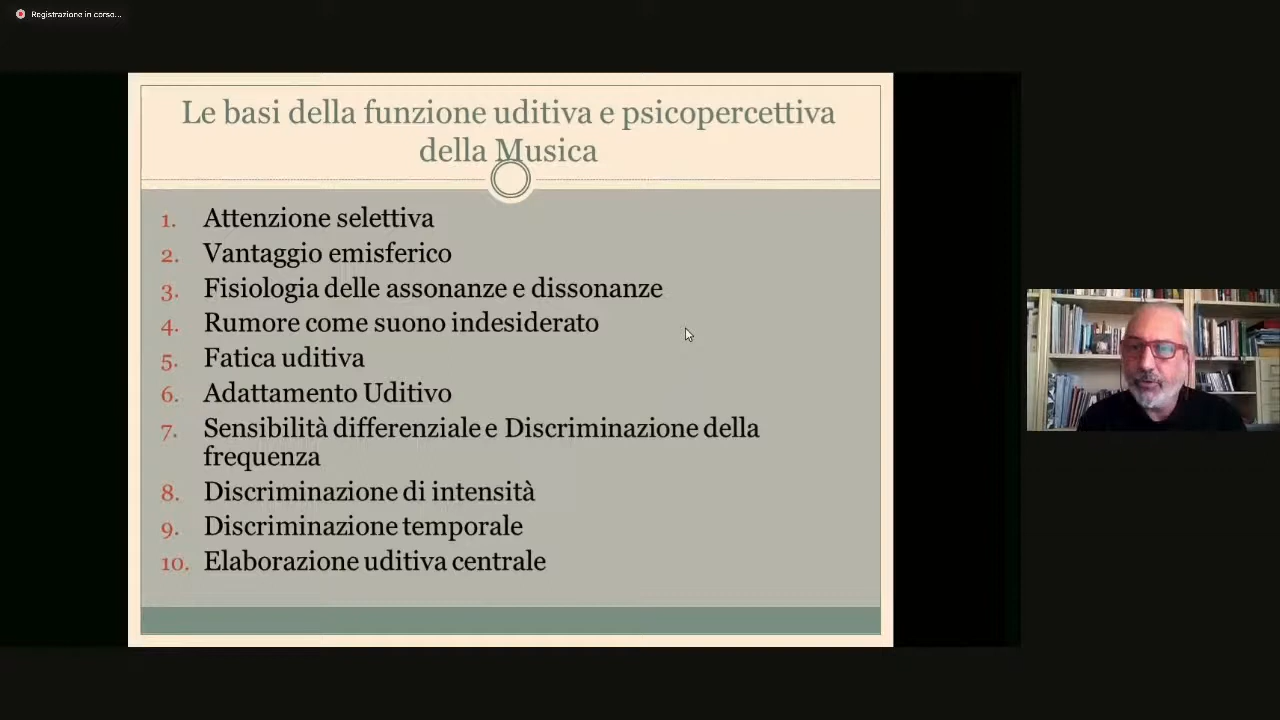 Registrazione in corso...
Le basi della funzione uditiva e psicopercettiva
della Musica
1. Attenzione selettiva
2. Vantaggio emisferico
3. Fisiologia delle assonanze e dissonanze
4. Rumore come suono indesiderato
5. Fatica uditiva
6. Adattamento Uditivo
7. Sensibilità differenziale e Discriminazione della
frequenza
8. Discriminazione di intensità
9. Discriminazione temporale
10. Elaborazione uditiva centrale